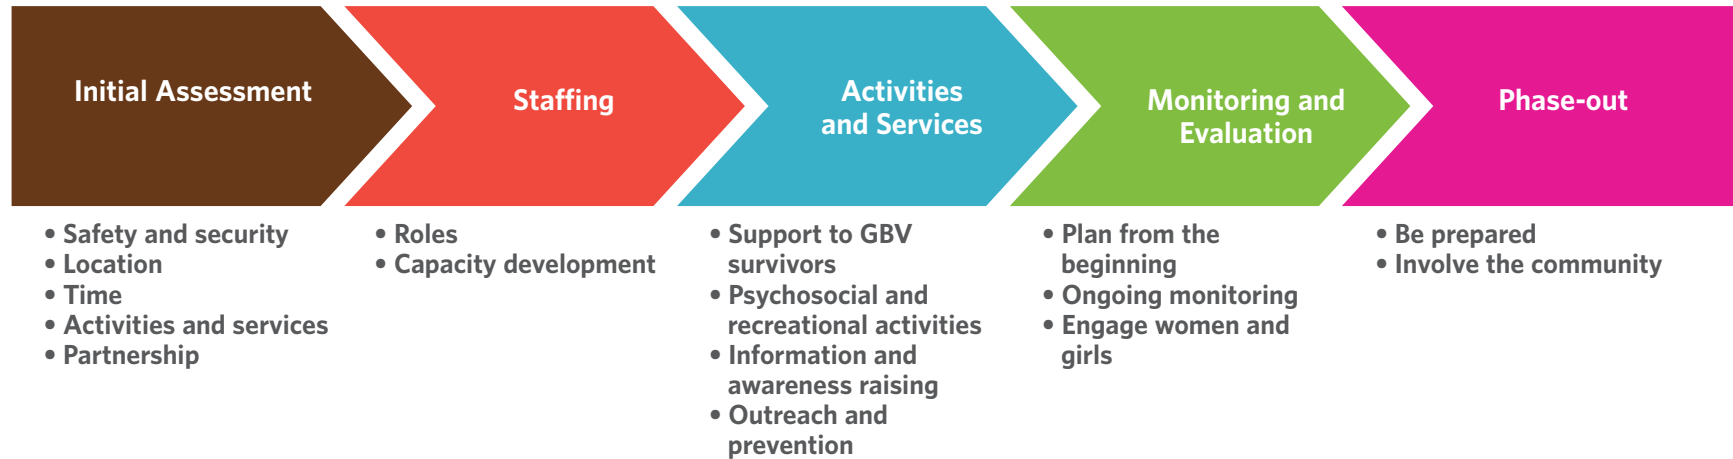 Initial Assessment
• Safety and security
• Location
• Time
• Activities and services
• Partnership
Staffing
• Roles
• Capacity development
Activities
and Services
• Support to GBV
survivors
• Psychosocial and
recreational activities
• Information and
awareness raising
• Outreach and
prevention
Monitoring and
Evaluation
• Plan from the
beginning
• Ongoing monitoring
• Engage women and
girls
Phase-out
• Be prepared
• Involve the community